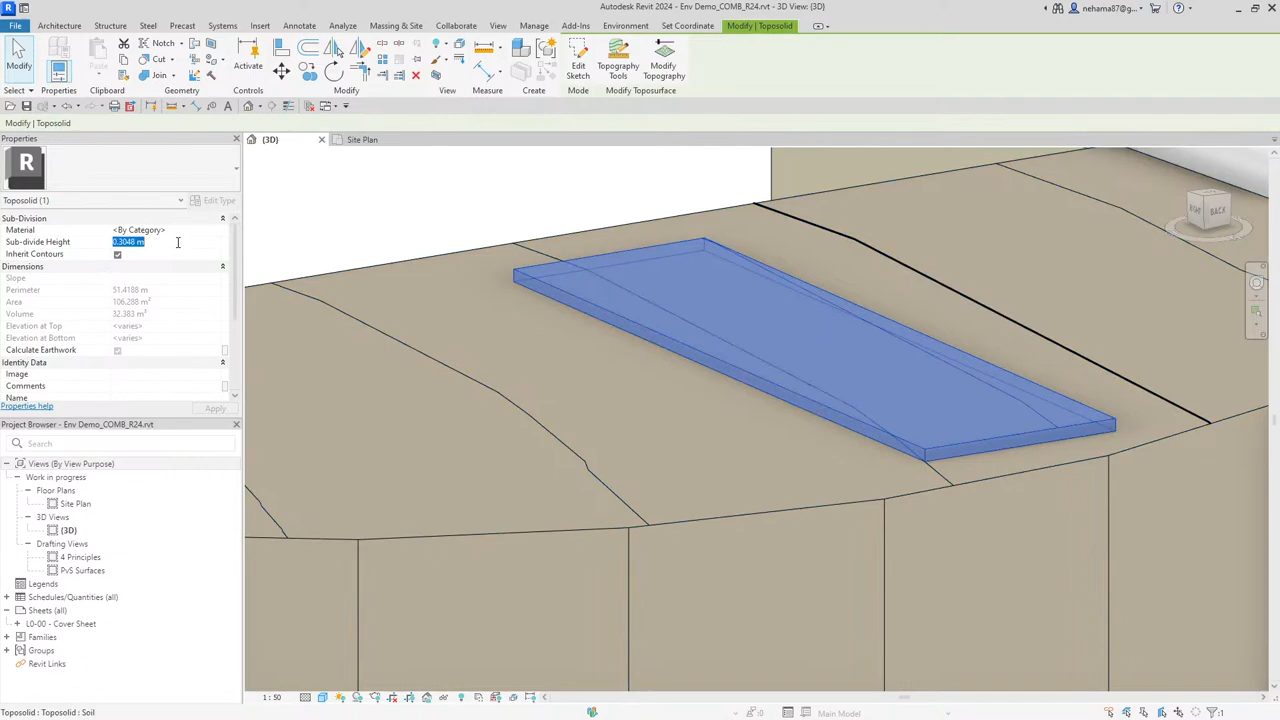 Autodesk Revit 2024 - Env Demo_COMB_R24.rvt - 3D View: {3D}
nehama87@g...
File Architecture Structure Steel Precast Systems Insert Annotate Analyze Massing & Site Collaborate View Manage Add-Ins Environment Set Coordinate Modify | Toposolid
Modify
Paste
Notch
Cut
Join
Activate
Edit
Sketch
Topography
Tools
Modify
Topography
Select Properties Clipboard Geometry Controls Modify View Measure Create Mode Modify Toposurface
Modify | Toposolid
Properties
{3D} Site Plan
R
Toposolid (1) Edit Type
Sub-Division
Material <By Category>
Sub-divide Height 0.3048 m
Inherit Contours
Dimensions
Slope
Perimeter 51.4188 m
Area 106.288 m²
Volume 32.383 m³
Elevation at Top <varies>
Elevation at Bottom <varies>
Calculate Earthwork
Identity Data
Image
Comments
Name
Properties help Apply
RIGHT BACK
Project Browser - Env Demo_COMB_R24.rvt
Search
Views (By View Purpose)
Work in progress
Floor Plans
Site Plan
3D Views
{3D}
Drafting Views
4 Principles
PvS Surfaces
Legends
Schedules/Quantities (all)
Sheets (all)
L0-00 - Cover Sheet
Families
Groups
Revit Links
1 : 50
Toposolid : Toposolid : Soil
:0 Main Model :1